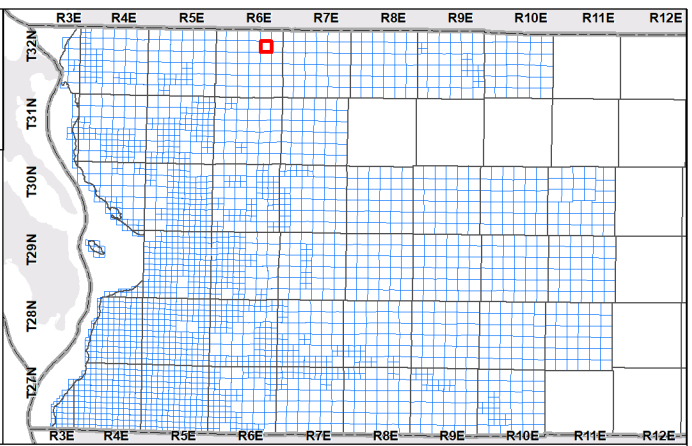 R3E R4E R5E R6E R7E R8E R9E R10E R11E R12E
T32N
T31N
T30N
T29N
T28N
T27N
R3E R4E R5E R6E R7E R8E R9E R10E R11E R12E